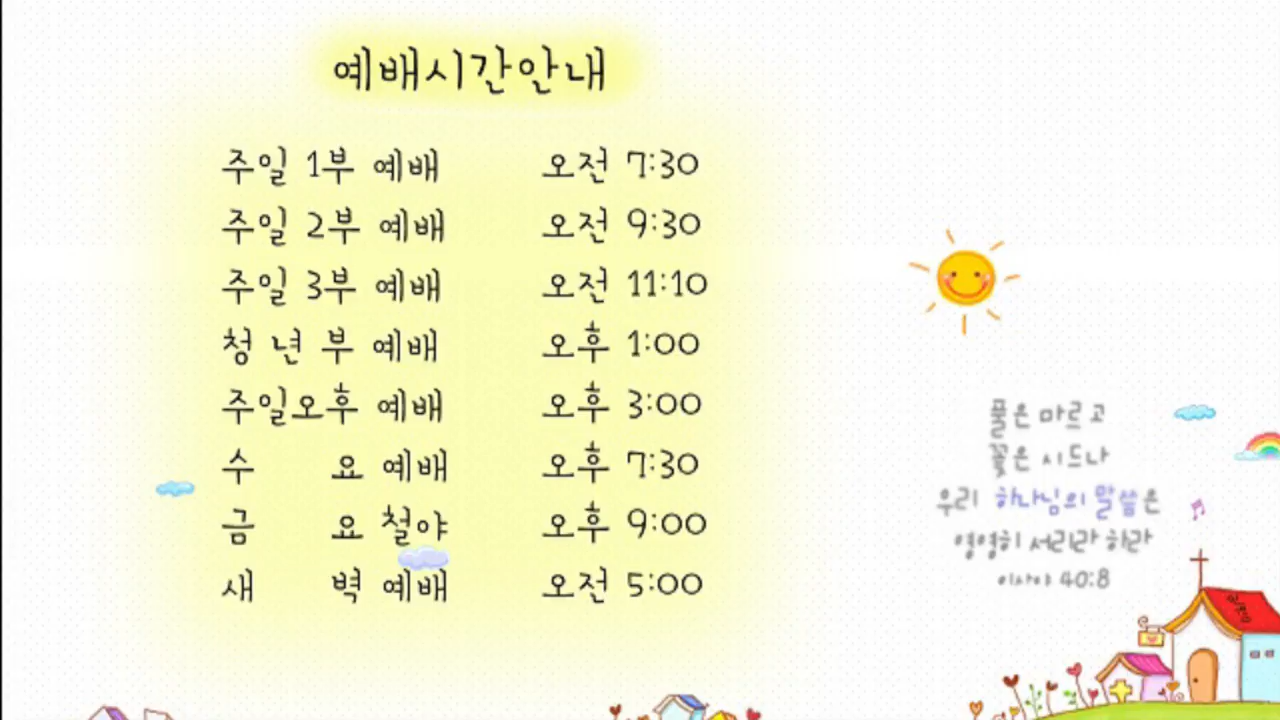 예배시간안내
주일 1부 예배 오전 7:30
주일 2부 예배 오전 9:30
주일 3부 예배 오전 11:10
청 년 부 예배 오후 1:00
주일오후 예배 오후 3:00
수 요 예배 오후 7:30
금 요 철야 오후 9:00
새 벽 예배 오전 5:00
풀은 마르고
꽃은 시드나
우리 하나님의 말씀은
영영히 서리라 하라
이사야 40:8